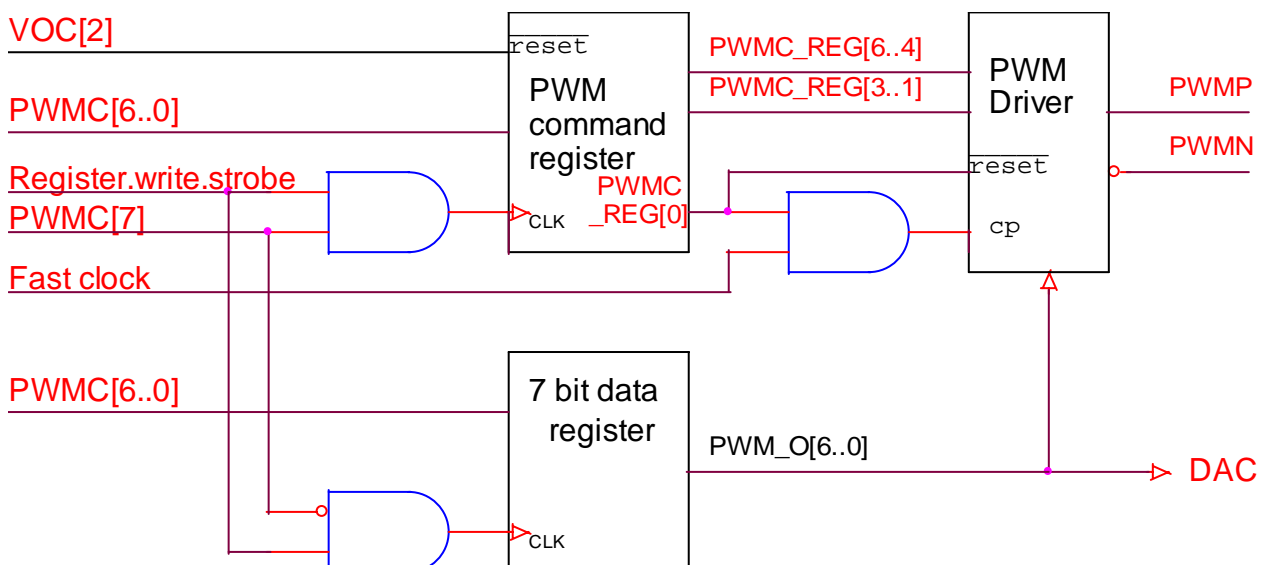 VOC[2]
reset
PWMC_REG[6..4]
PWM
Driver
PWMC[6..0]
PWM
command
register
PWMC_REG[3..1]
PWMP
PWMN
Register.write.strobe
PWMC
_REG[0]
reset
PWMC[7]
CLK
cp
Fast clock
PWMC[6..0]
7 bit data
register
PWM_O[6..0]
DAC
CLK